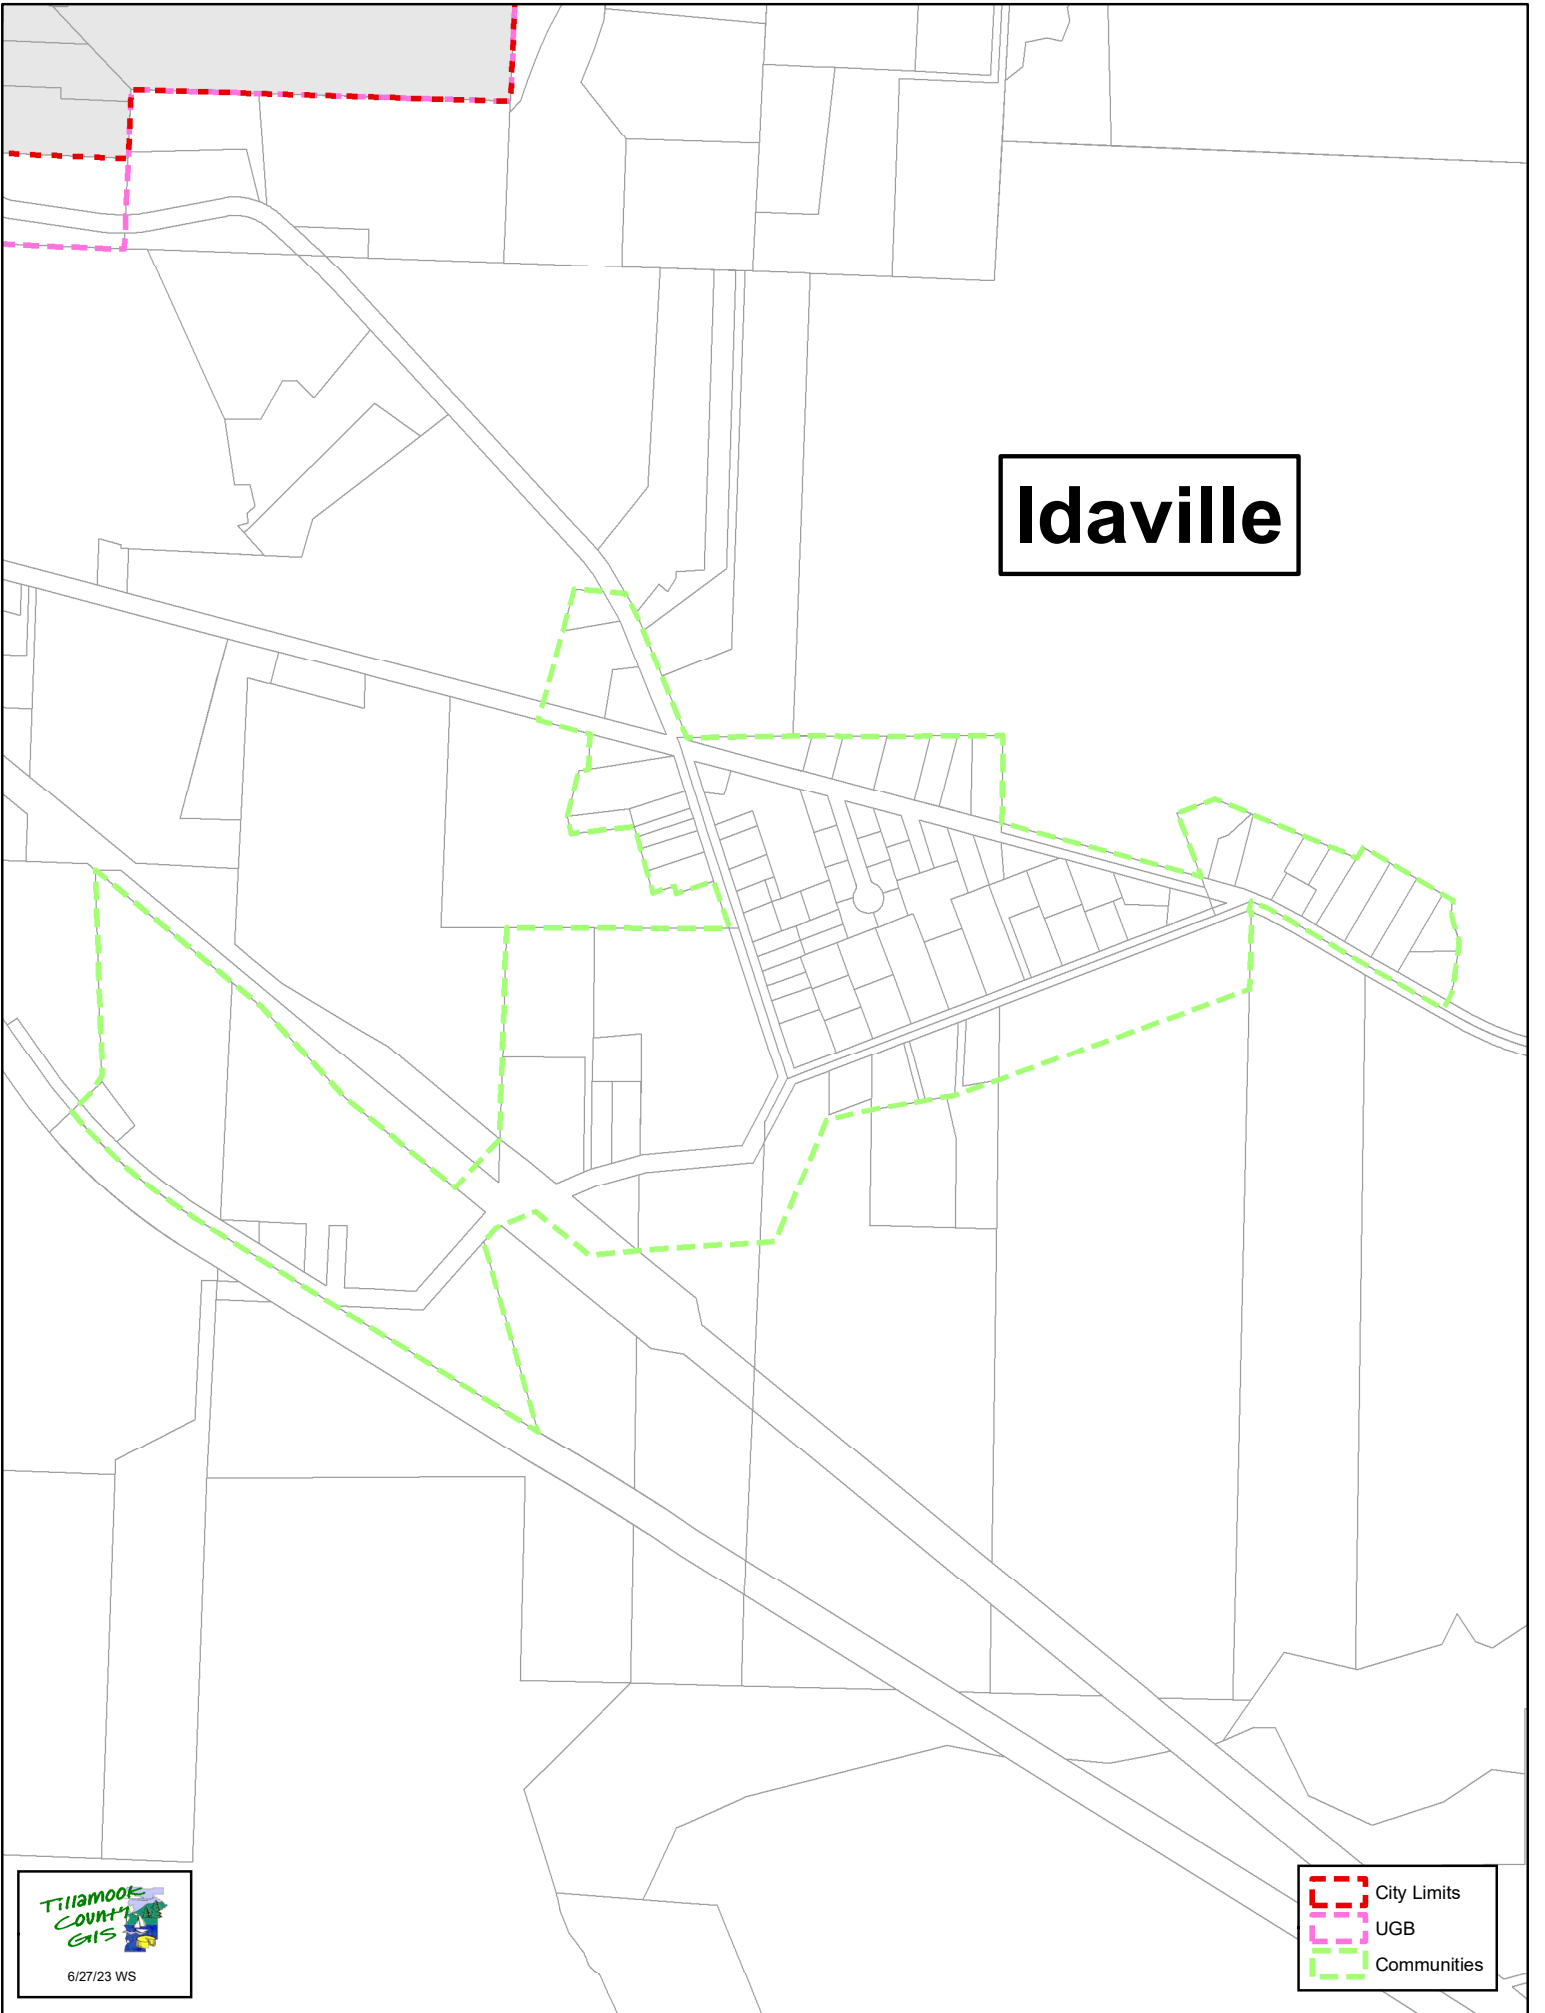 Idaville
Tillamook
County
GIS
6/27/23 WS
City Limits
UGB
Communities